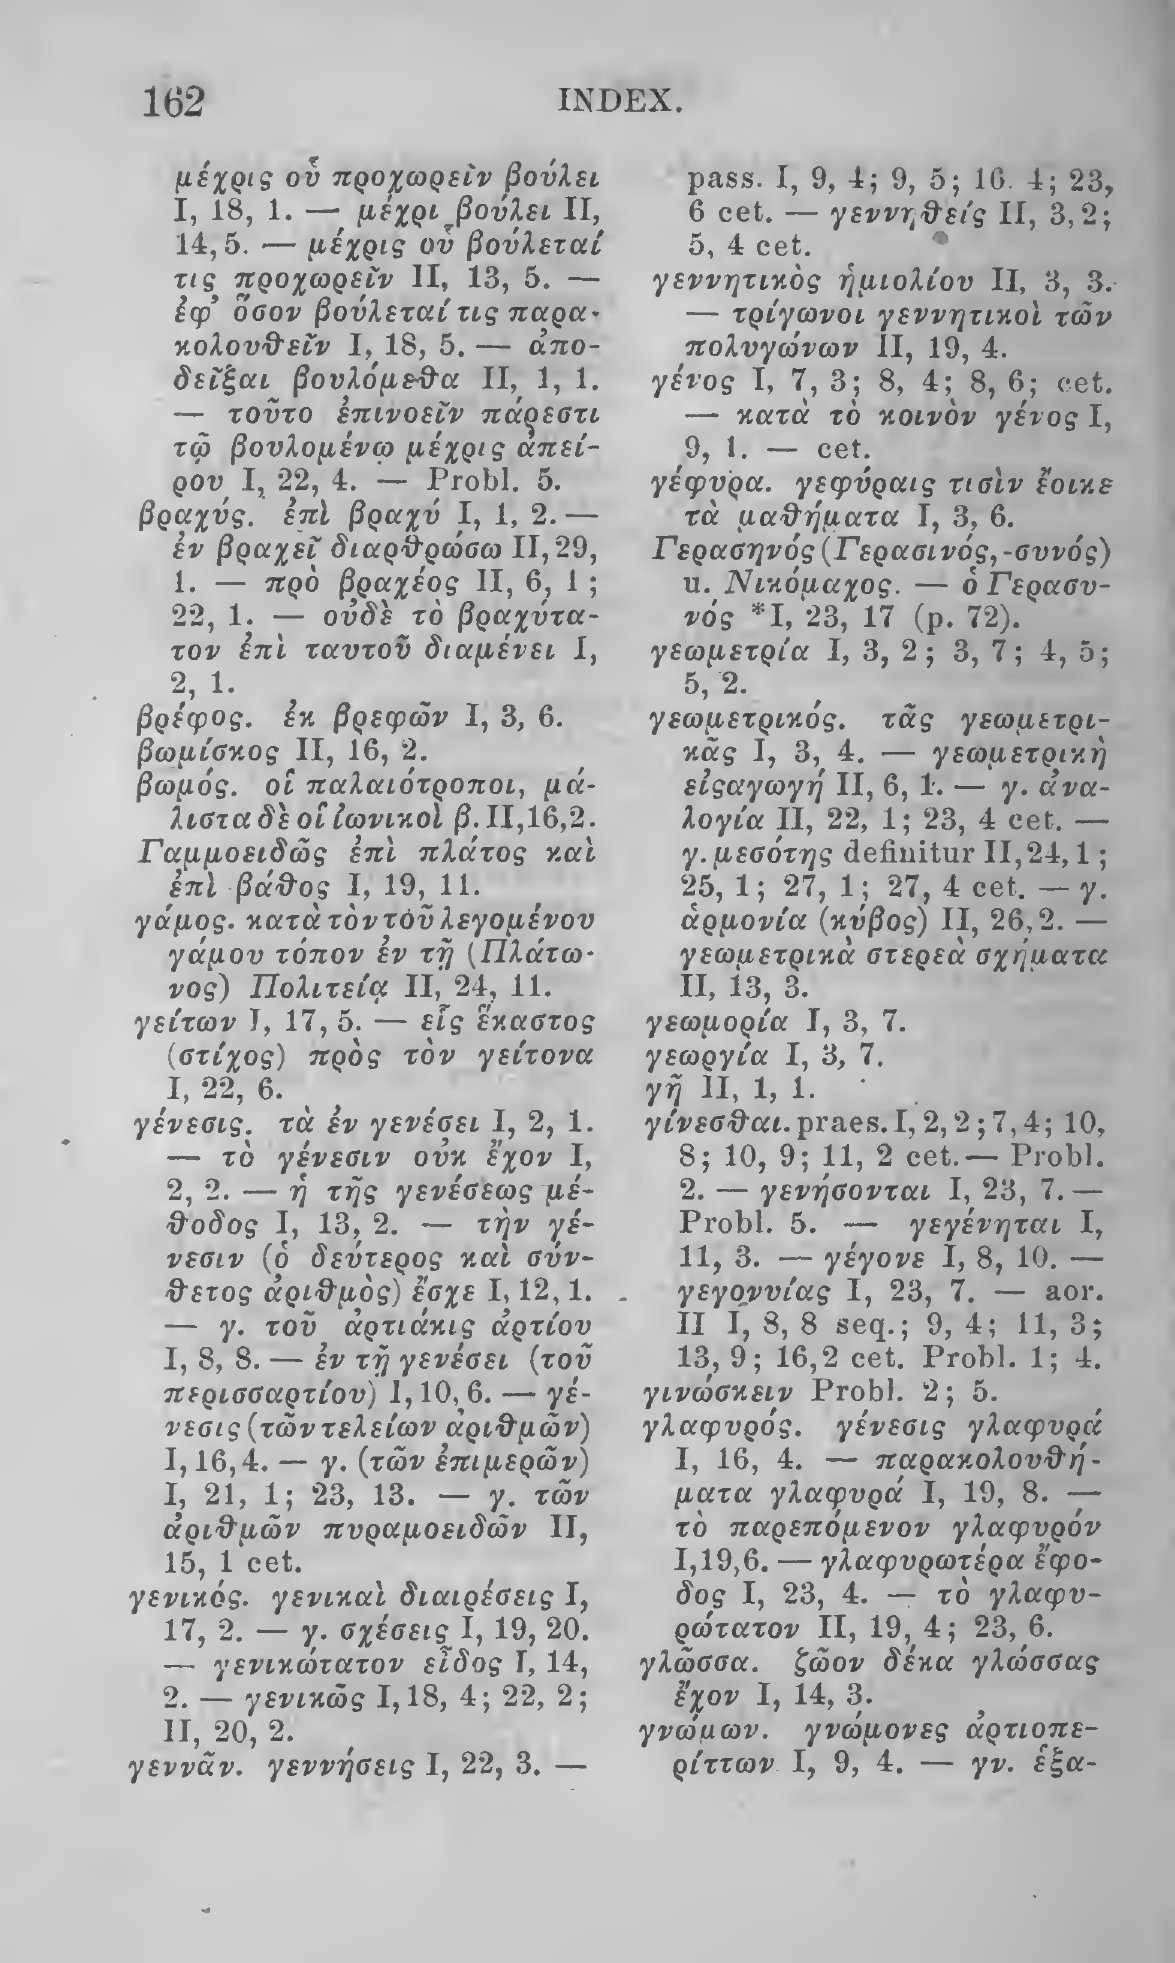 162
INDEX.
μέχρις οὗ προχωρεῖν βούλει
I, 18, 1. — μέχρι βούλει II,
14, 5. — μέχρις οὗ βούλεταί
τις προχωρεῖν II, 13, 5. —
ἐφ’ ὅσον βούλεταί τις παρα-
κολουθεῖν I, 18, 5. — ἀπο-
δεῖξαι βουλόμεθα II, 1, 1.
— τοῦτο ἐπινοεῖν πάρεστι
τῷ βουλομένῳ μέχρις ἀπεί-
ρου I, 22, 4. — Probl. 5.
βραχύς. ἐπὶ βραχύ I, 1, 2. —
ἐν βραχεῖ διαρθρώσω II, 29,
1. — πρὸ βραχέος II, 6, 1;
22, 1. — οὐδὲ τὸ βραχύτα-
τον ἐπὶ ταυτοῦ διαμένει I,
2, 1.
βρέφος. ἐκ βρεφῶν I, 3, 6.
βωμίσκος II, 16, 2.
βωμός. οἱ παλαιότροποι, μά-
λιστα δὲ οἱ ἰωνικοὶ β. II, 16, 2.
Γαμμοειδῶς ἐπὶ πλάτος καὶ
ἐπὶ βάθος I, 19, 11.
γάμος. κατὰ τὸν τοῦ λεγομένου
γάμου τόπον ἐν τῇ (Πλάτω-
νος) Πολιτείᾳ II, 24, 11.
γείτων I, 17, 5. — εἷς ἕκαστος
(στίχος) πρὸς τὸν γείτονα
I, 22, 6.
γένεσις. τὰ ἐν γενέσει I, 2, 1.
— τὸ γένεσιν οὐκ ἔχον I,
2, 2. — ἡ τῆς γενέσεως μέ-
θοδος I, 13, 2. — τὴν γέ-
νεσιν (ὁ δεύτερος καὶ σύν-
θετος ἀριθμὸς) ἔσχε I, 12, 1.
— γ. τοῦ ἀρτιάκις ἀρτίου
I, 8, 8. — ἐν τῇ γενέσει (τοῦ
περισσαρτίου) I, 10, 6. — γέ-
νεσις (τῶν τελείων ἀριθμῶν)
I, 16, 4. — γ. (τῶν ἐπιμερῶν)
I, 21, 1; 23, 13. — γ. τῶν
ἀριθμῶν πυραμοειδῶν II,
15, 1 cet.
γενικός. γενικαὶ διαιρέσεις I,
17, 2. — γ. σχέσεις I, 19, 20.
— γενικώτατον εἶδος I, 14,
2. — γενικῶς I, 18, 4; 22, 2;
II, 20, 2.
γεννᾶν. γεννήσεις I, 22, 3. —
pass. I, 9, 4; 9, 5; 16. 4; 23,
6 cet. — γεννηθείς II, 3, 2;
5, 4 cet.
γεννητικὸς ἡμιολίου II, 3, 3.
— τρίγωνοι γεννητικοὶ τῶν
πολυγώνων II, 19, 4.
γένος I, 7, 3; 8, 4; 8, 6; cet.
— κατὰ τὸ κοινὸν γένος I,
9, 1. — cet.
γέφυρα. γεφύραις τισὶν ἔοικε
τὰ μαθήματα I, 3, 6.
Γερασηνός (Γερασινός, -συνός)
u. Νικόμαχος. — ὁ Γερασυ-
νός *I, 23, 17 (p. 72).
γεωμετρία I, 3, 2; 3, 7; 4, 5;
5, 2.
γεωμετρικός. τᾶς γεωμετρι-
κᾶς I, 3, 4. — γεωμετρικὴ
εἰςαγωγή II, 6, 1. — γ. ἀνα-
λογία II, 22, 1; 23, 4 cet. —
γ. μεσότης definitur II, 24, 1;
25, 1; 27, 1; 27, 4 cet. — γ.
ἁρμονία (κύβος) II, 26, 2. —
γεωμετρικὰ στερεὰ σχήματα
II, 13, 3.
γεωμορία I, 3, 7.
γεωργία I, 3, 7.
γῆ II, 1, 1.
γίνεσθαι. praes. I, 2, 2; 7, 4; 10,
8; 10, 9; 11, 2 cet. — Probl.
2. — γενήσονται I, 23, 7. —
Probl. 5. — γεγένηται I,
11, 3. — γέγονε I, 8, 10. —
γεγονυίας I, 23, 7. — aor.
II I, 8, 8 seq.; 9, 4; 11, 3;
13, 9; 16, 2 cet. Probl. 1; 4.
γινώσκειν Probl. 2; 5.
γλαφυρός. γένεσις γλαφυρά
I, 16, 4. — παρακολουθή-
ματα γλαφυρά I, 19, 8. —
τὸ παρεπόμενον γλαφυρόν
I, 19, 6. — γλαφυρωτέρα ἔφο-
δος I, 23, 4. — τὸ γλαφυ-
ρώτατον II, 19, 4; 23, 6.
γλῶσσα. ζῶον δέκα γλώσσας
ἔχον I, 14, 3.
γνώμων. γνώμονες ἀρτιοπε-
ρίττων I, 9, 4. — γν. ἑξα-